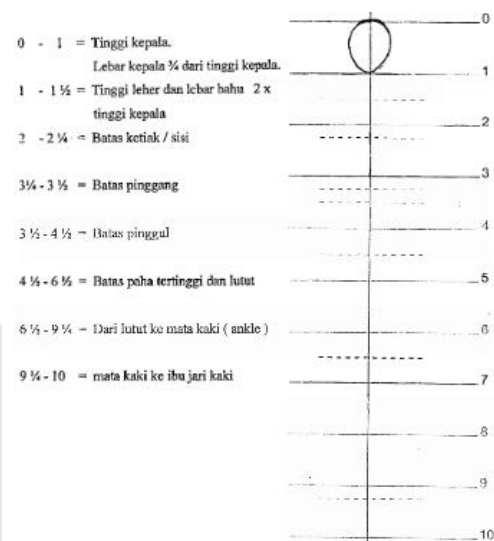 0 - 1 = Tinggi kepala.
Lebar kepala ¾ dari tinggi kepala.
1 - 1 ½ = Tinggi leher dan lebar bahu 2 x
tinggi kepala
2 - 2 ¼ = Batas ketiak / sisi
3¼ - 3 ½ = Batas pinggang
3 ½ - 4 ½ = Batas pinggul
4 ½ - 6 ½ = Batas paha tertinggi dan lutut
6 ½ - 9 ¼ = Dari lutut ke mata kaki ( ankle )
9 ¼ - 10 = mata kaki ke ibu jari kaki
0
1
2
3
4
5
6
7
8
9
10